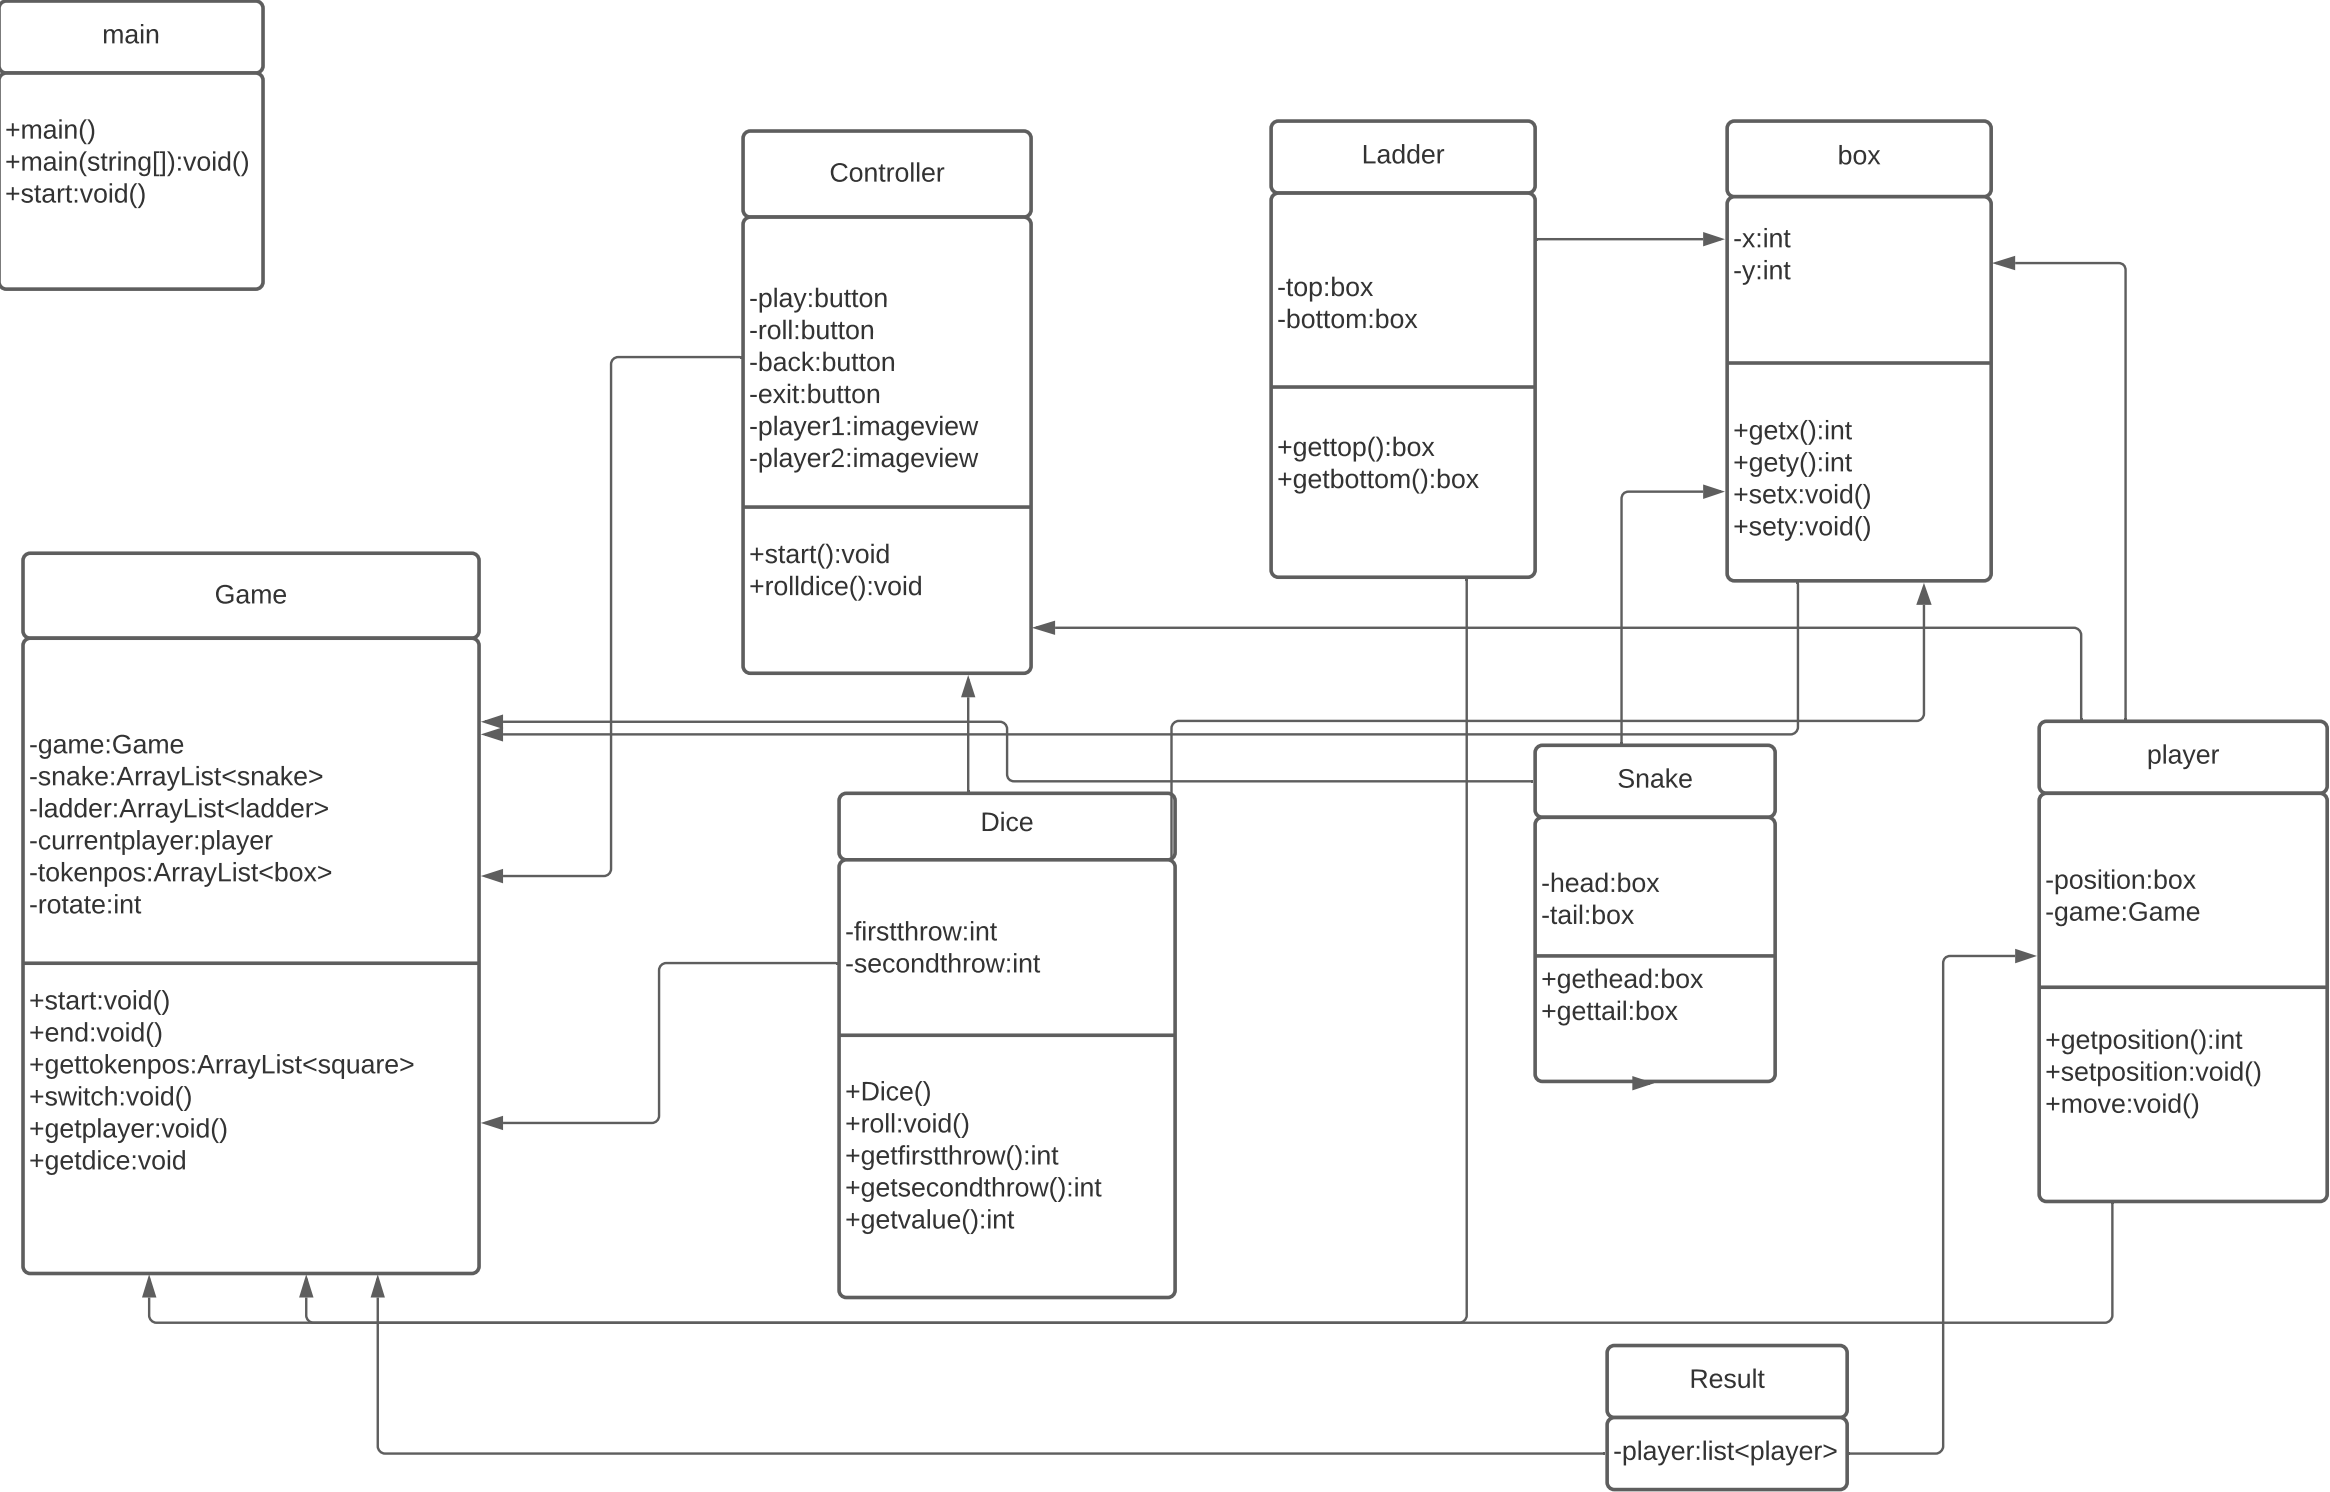 main
+main()
+main(string[]):void()
+start:void()
Controller
-play:button
-roll:button
-back:button
-exit:button
-player1:imageview
-player2:imageview
+start():void
+rolldice():void
Ladder
-top:box
-bottom:box
+gettop():box
+getbottom():box
box
-x:int
-y:int
+getx():int
+gety():int
+setx:void()
+sety:void()
Game
-game:Game
-snake:ArrayList<snake>
-ladder:ArrayList<ladder>
-currentplayer:player
-tokenpos:ArrayList<box>
-rotate:int
+start:void()
+end:void()
+gettokenpos:ArrayList<square>
+switch:void()
+getplayer:void()
+getdice:void
Dice
-firstthrow:int
-secondthrow:int
+Dice()
+roll:void()
+getfirstthrow():int
+getsecondthrow():int
+getvalue():int
Snake
-head:box
-tail:box
+gethead:box
+gettail:box
player
-position:box
-game:Game
+getposition():int
+setposition:void()
+move:void()
Result
-player:list<player>